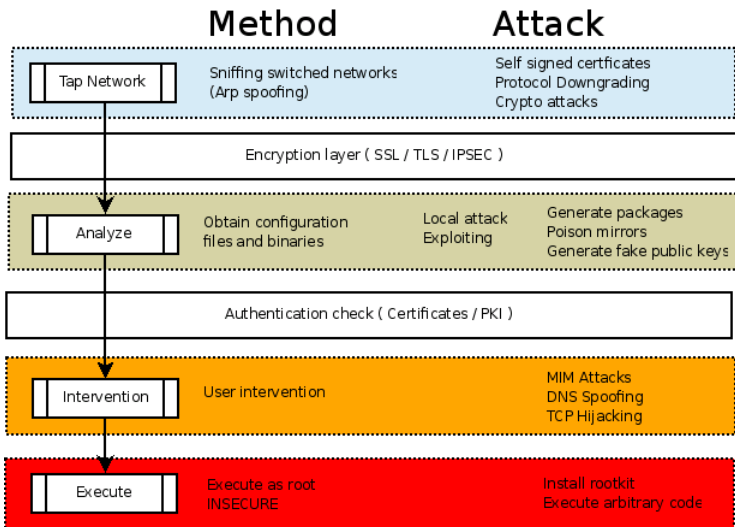 Method
Attack
Tap Network
Sniffing switched networks
(Arp spoofing)
Self signed certficates
Protocol Downgrading
Crypto attacks
Encryption layer ( SSL / TLS / IPSEC )
Analyze
Obtain configuration
files and binaries
Local attack
Exploiting
Generate packages
Poison mirrors
Generate fake public keys
Authentication check ( Certificates / PKI )
Intervention
User intervention
MIM Attacks
DNS Spoofing
TCP Hijacking
Execute
Execute as root
INSECURE
Install rootkit
Execute arbitrary code